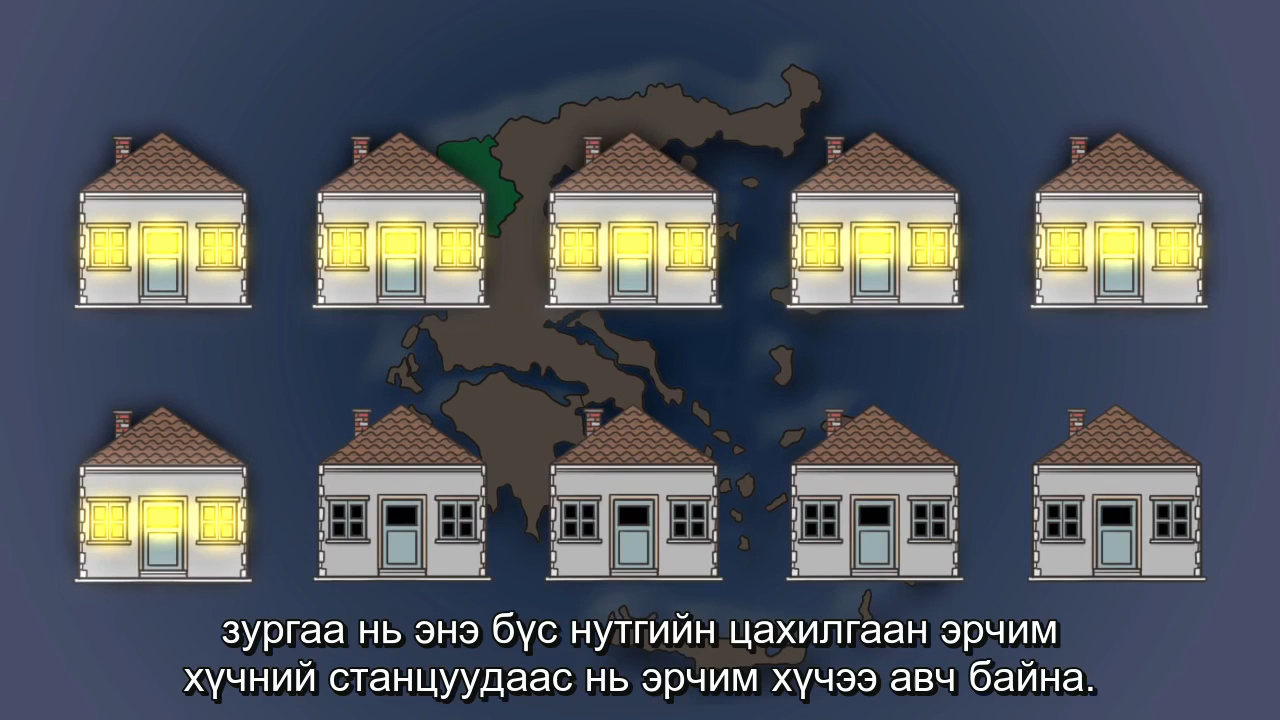 зургаа нь энэ бүс нутгийн цахилгаан эрчим
хүчний станцуудаас нь эрчим хүчээ авч байна.